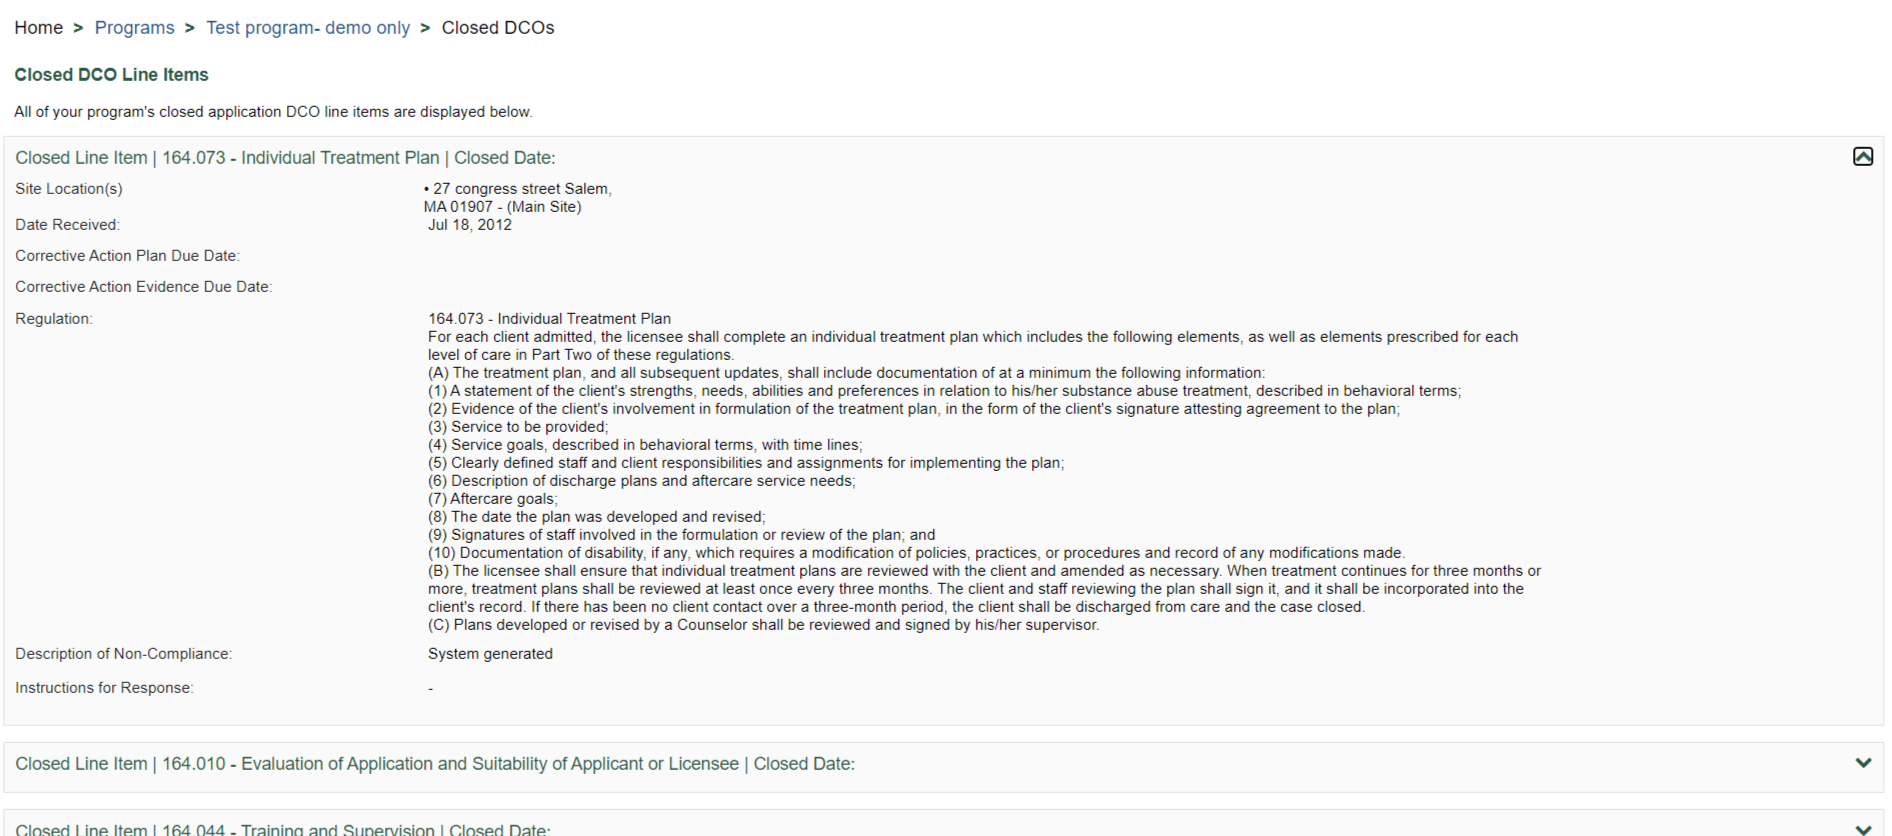 Home > Programs > Test program- demo only > Closed DCOs
Closed DCO Line Items
All of your program's closed application DCO line items are displayed below.
Closed Line Item | 164.073 - Individual Treatment Plan | Closed Date:
Site Location(s)
• 27 congress street Salem,
MA 01907 - (Main Site)
Date Received:
Jul 18, 2012
Corrective Action Plan Due Date:
Corrective Action Evidence Due Date:
Regulation:
164.073 - Individual Treatment Plan
For each client admitted, the licensee shall complete an individual treatment plan which includes the following elements, as well as elements prescribed for each
level of care in Part Two of these regulations.
(A) The treatment plan, and all subsequent updates, shall include documentation of at a minimum the following information:
(1) A statement of the client's strengths, needs, abilities and preferences in relation to his/her substance abuse treatment, described in behavioral terms;
(2) Evidence of the client's involvement in formulation of the treatment plan, in the form of the client's signature attesting agreement to the plan;
(3) Service to be provided;
(4) Service goals, described in behavioral terms, with time lines;
(5) Clearly defined staff and client responsibilities and assignments for implementing the plan;
(6) Description of discharge plans and aftercare service needs;
(7) Aftercare goals;
(8) The date the plan was developed and revised;
(9) Signatures of staff involved in the formulation or review of the plan; and
(10) Documentation of disability, if any, which requires a modification of policies, practices, or procedures and record of any modifications made.
(B) The licensee shall ensure that individual treatment plans are reviewed with the client and amended as necessary. When treatment continues for three months or
more, treatment plans shall be reviewed at least once every three months. The client and staff reviewing the plan shall sign it, and it shall be incorporated into the
client's record. If there has been no client contact over a three-month period, the client shall be discharged from care and the case closed.
(C) Plans developed or revised by a Counselor shall be reviewed and signed by his/her supervisor.
Description of Non-Compliance:
System generated
Instructions for Response:
-
Closed Line Item | 164.010 - Evaluation of Application and Suitability of Applicant or Licensee | Closed Date:
Closed Line Item | 164.044 - Training and Supervision | Closed Date: